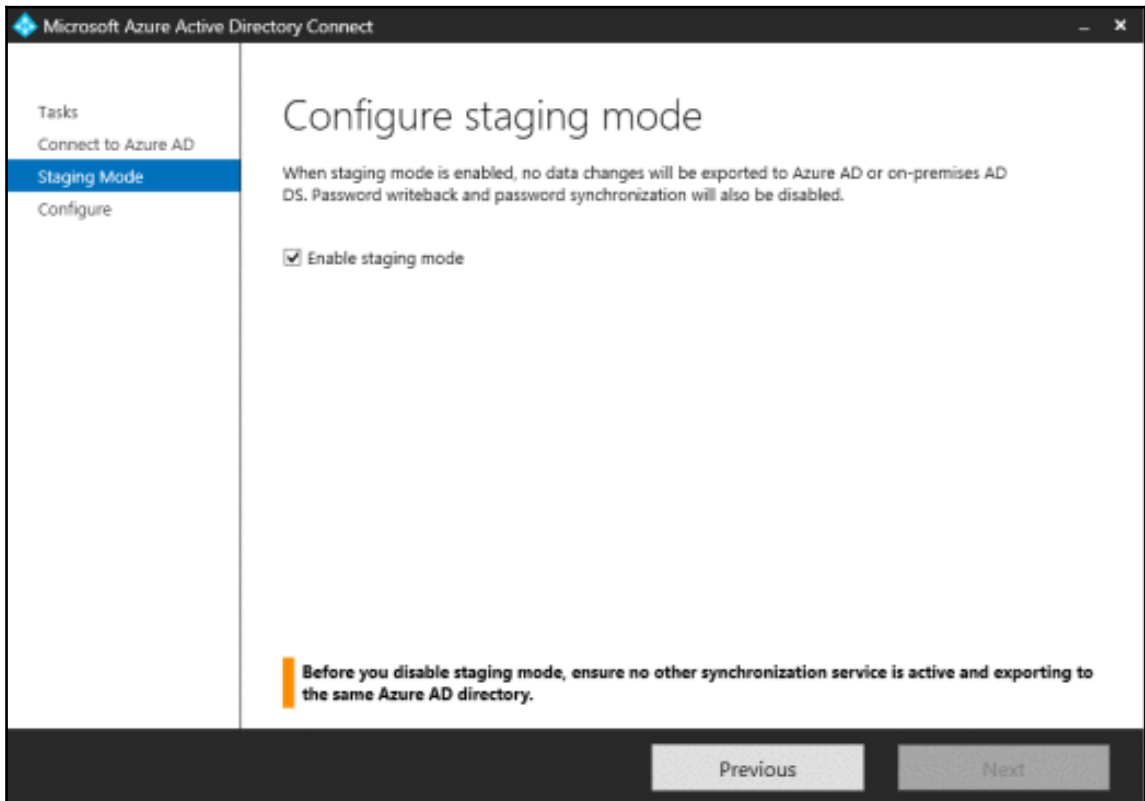 Microsoft Azure Active Directory Connect
Tasks
Connect to Azure AD
Staging Mode
Configure
Configure staging mode
When staging mode is enabled, no data changes will be exported to Azure AD or on-premises AD
DS. Password writeback and password synchronization will also be disabled.
Enable staging mode
Before you disable staging mode, ensure no other synchronization service is active and exporting to
the same Azure AD directory.
Previous
Next